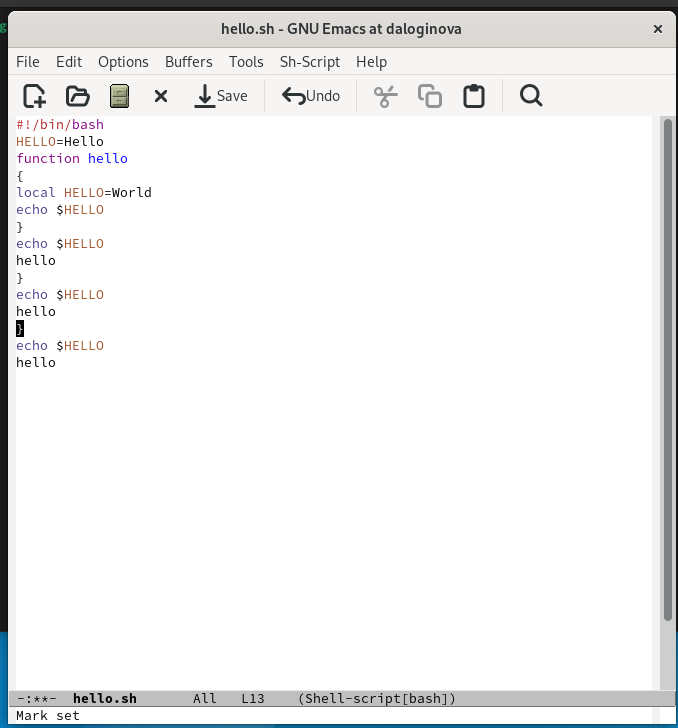 g
hello.sh - GNU Emacs at daloginova
File Edit Options Buffers Tools Sh-Script Help
Save Undo
#!/bin/bash
HELLO=Hello
function hello
{
local HELLO=World
echo $HELLO
}
echo $HELLO
hello
}
echo $HELLO
hello
}
echo $HELLO
hello
-:**- hello.sh All L13 (Shell-script[bash])
Mark set